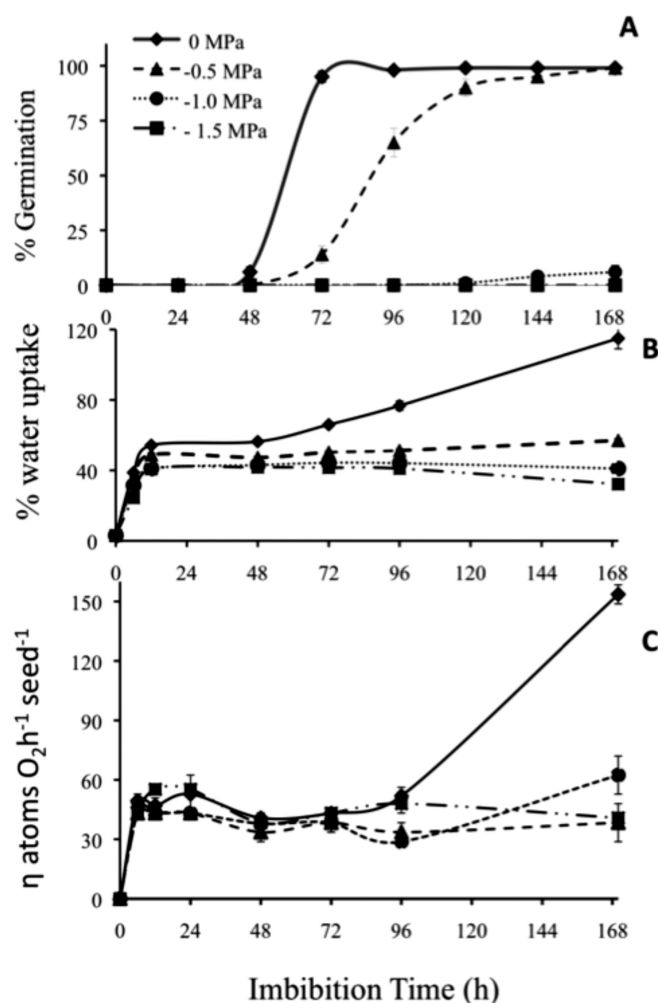 A
0 MPa
-0.5 MPa
-1.0 MPa
- 1.5 MPa
% Germination
100
75
50
25
0
0 24 48 72 96 120 144 168
B
% water uptake
120
80
40
0
0 24 48 72 96 120 144 168
C
η atoms O₂h⁻¹ seed⁻¹
150
120
90
60
30
0
0 24 48 72 96 120 144 168
Imbibition Time (h)